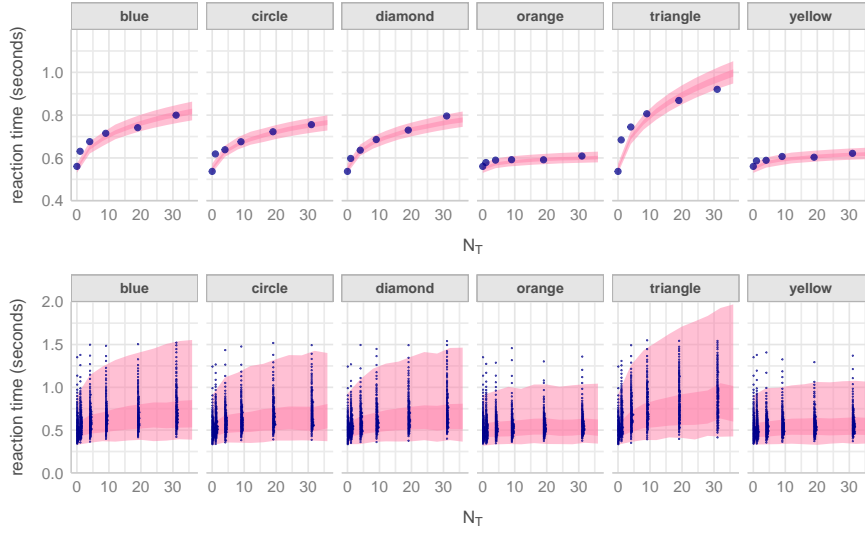 blue circle diamond orange triangle yellow
reaction time (seconds)
1.0
0.8
0.6
0.4
0 10 20 30 0 10 20 30 0 10 20 30 0 10 20 30 0 10 20 30 0 10 20 30
N_T
blue circle diamond orange triangle yellow
reaction time (seconds)
2.0
1.5
1.0
0.5
0.0
0 10 20 30 0 10 20 30 0 10 20 30 0 10 20 30 0 10 20 30 0 10 20 30
N_T